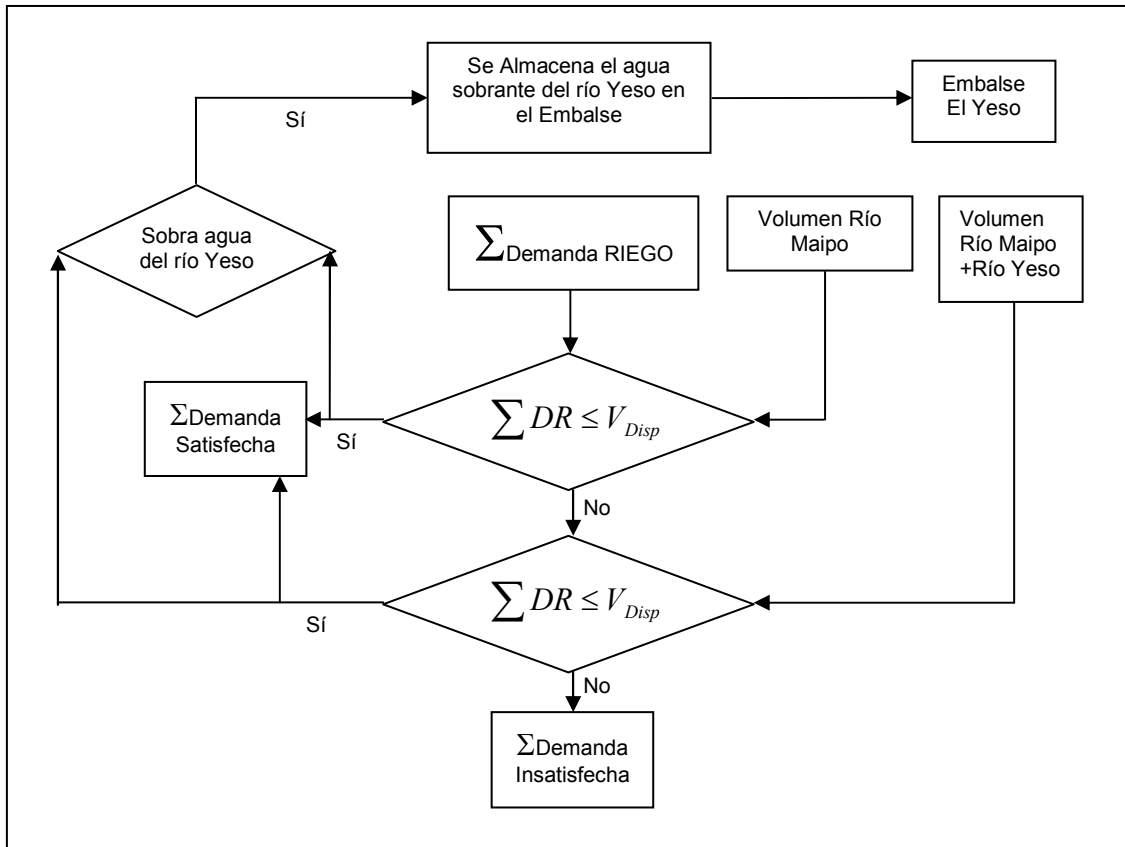 Se Almacena el agua
sobrante del río Yeso en
el Embalse
Embalse
El Yeso
Sí
Sobra agua
del río Yeso
∑Demanda RIEGO
Volumen Río
Maipo
Volumen
Río Maipo
+Río Yeso
ΣDemanda
Satisfecha
Sí
∑ DR ≤ V_Disp
No
∑ DR ≤ V_Disp
Sí
No
ΣDemanda
Insatisfecha